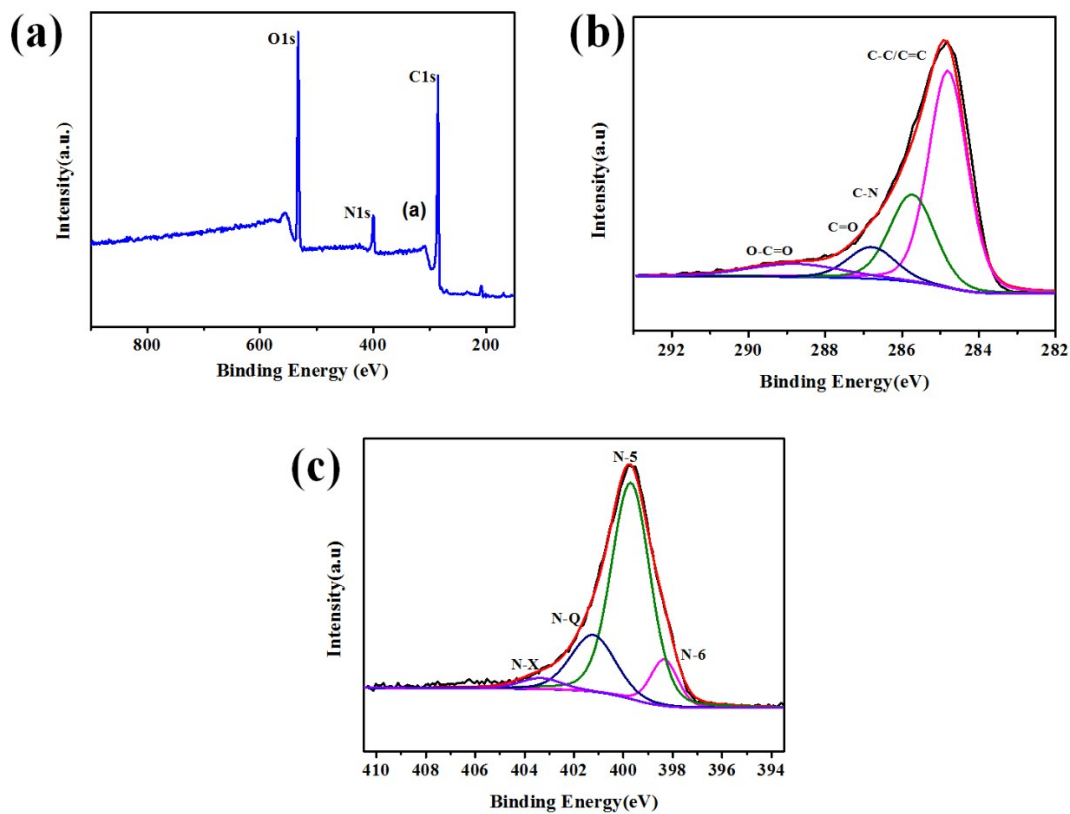 (a)
O1s
C1s
N1s
(a)
Intensity(a.u.)
800
600
400
200
Binding Energy (eV)
(b)
C-C/C=C
C-N
C=O
O-C=O
Intensity(a.u)
292
290
288
286
284
282
Binding Energy(eV)
(c)
N-5
N-Q
N-X
N-6
Intensity(a.u)
410
408
406
404
402
400
398
396
394
Binding Energy(eV)